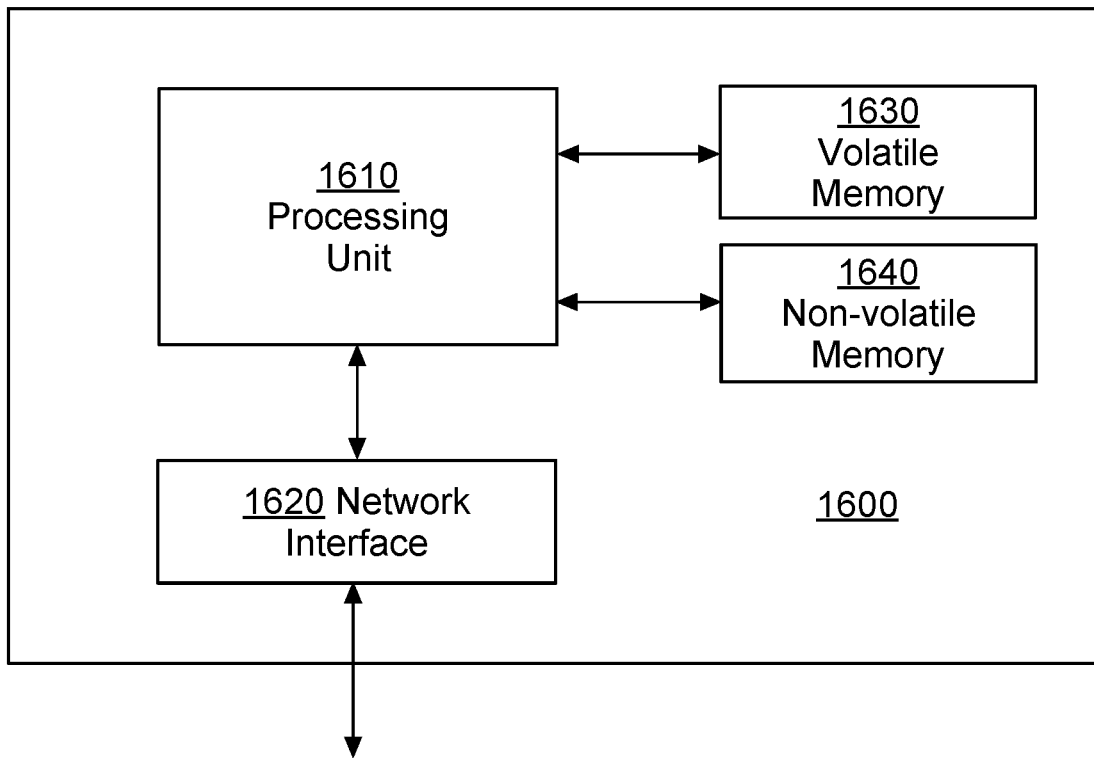 1610
Processing
Unit
1630
Volatile
Memory
1640
Non-volatile
Memory
1620 Network
Interface
1600